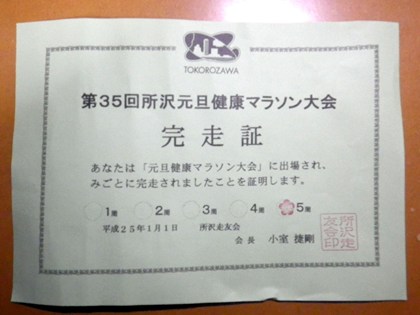 TOKOROZAWA
第35回所沢元旦健康マラソン大会
完走証
あなたは「元旦健康マラソン大会」に出場され、
みごとに完走されましたことを証明します。
1周 2周 3周 4周 5周
平成25年1月1日 所沢走友会
会長 小室 捷剛
所沢走友会印